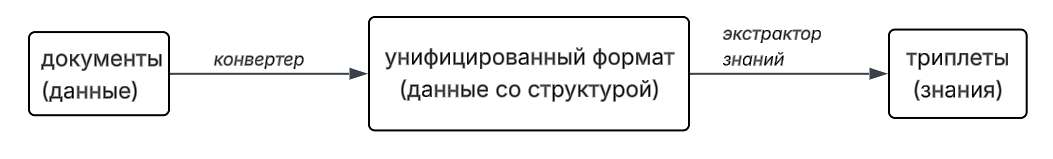 документы
(данные)
конвертер
унифицированный формат
(данные со структурой)
экстрактор
знаний
триплеты
(знания)